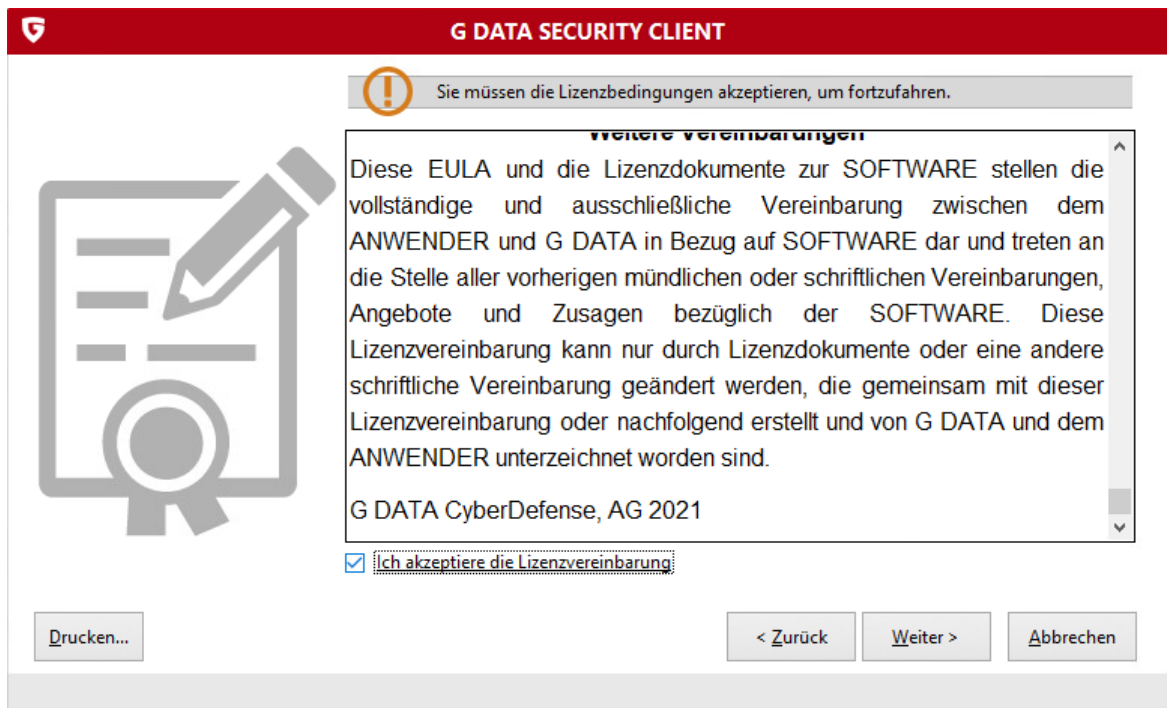 G DATA SECURITY CLIENT
Sie müssen die Lizenzbedingungen akzeptieren, um fortzufahren.
Weitere Vereinbarungen
Diese EULA und die Lizenzdokumente zur SOFTWARE stellen die
vollständige und ausschließliche Vereinbarung zwischen dem
ANWENDER und G DATA in Bezug auf SOFTWARE dar und treten an
die Stelle aller vorherigen mündlichen oder schriftlichen Vereinbarungen,
Angebote und Zusagen bezüglich der SOFTWARE. Diese
Lizenzvereinbarung kann nur durch Lizenzdokumente oder eine andere
schriftliche Vereinbarung geändert werden, die gemeinsam mit dieser
Lizenzvereinbarung oder nachfolgend erstellt und von G DATA und dem
ANWENDER unterzeichnet worden sind.
G DATA CyberDefense, AG 2021
Ich akzeptiere die Lizenzvereinbarung
Drucken...
< Zurück
Weiter >
Abbrechen